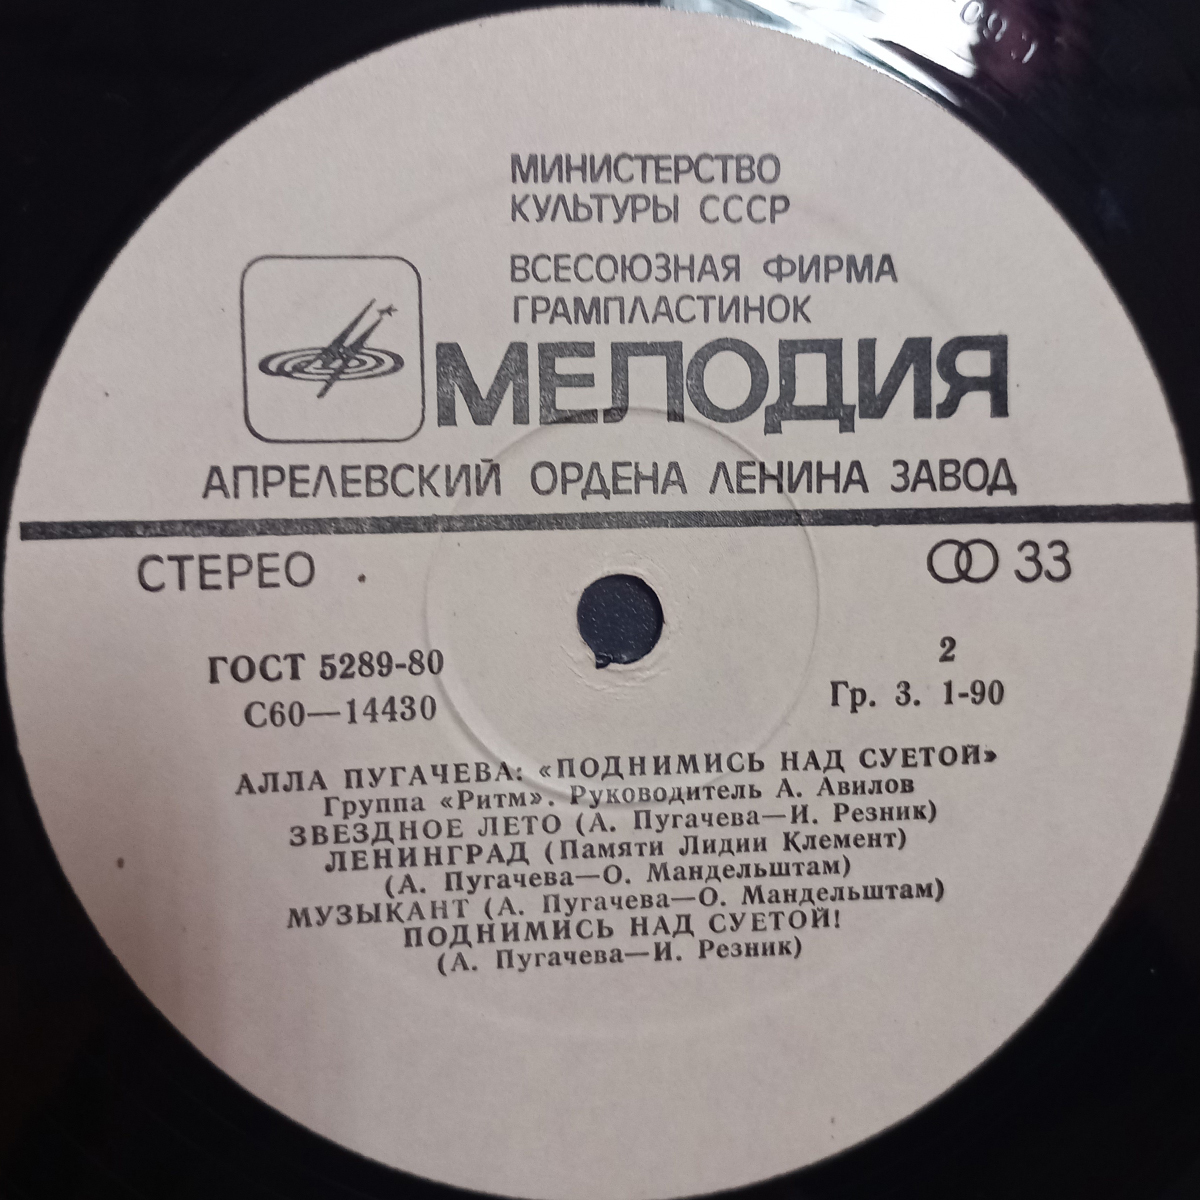 МИНИСТЕРСТВО
КУЛЬТУРЫ СССР
ВСЕСОЮЗНАЯ ФИРМА
ГРАМПЛАСТИНОК
МЕЛОДИЯ
АПРЕЛЕВСКИЙ ОРДЕНА ЛЕНИНА ЗАВОД
СТЕРЕО
33
ГОСТ 5289-80
2
С60—14430
Гр. 3. 1-90
АЛЛА ПУГАЧЕВА: «ПОДНИМИСЬ НАД СУЕТОЙ»
Группа «Ритм». Руководитель А. Авилов
ЗВЕЗДНОЕ ЛЕТО (А. Пугачева—И. Резник)
ЛЕНИНГРАД (Памяти Лидии Клемент)
(А. Пугачева—О. Мандельштам)
МУЗЫКАНТ (А. Пугачева—О. Мандельштам)
ПОДНИМИСЬ НАД СУЕТОЙ!
(А. Пугачева—И. Резник)